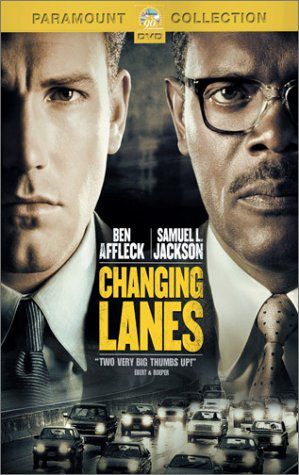 PARAMOUNT COLLECTION
DVD
BEN AFFLECK
SAMUEL L. JACKSON
CHANGING
LANES
"TWO VERY BIG THUMBS UP!"
EBERT & ROEPER